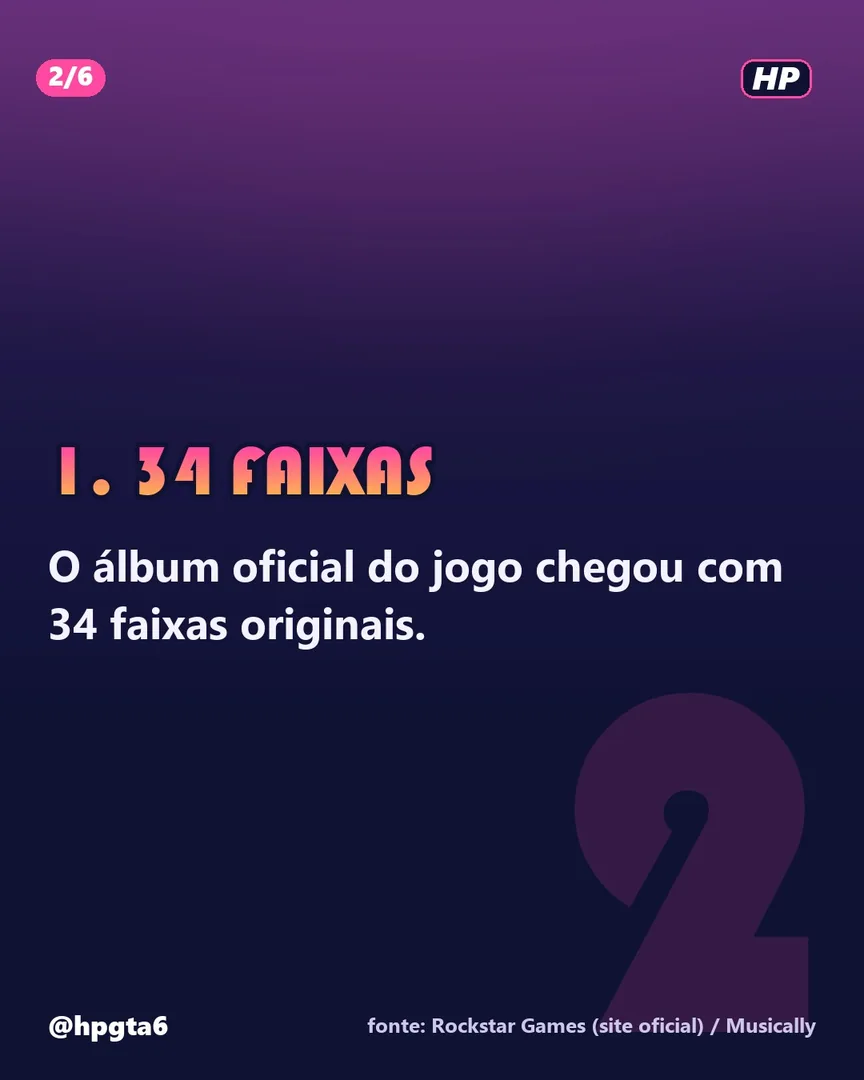 2/6
HP
1. 34 FAIXAS
O álbum oficial do jogo chegou com
34 faixas originais.
2
@hpgta6
fonte: Rockstar Games (site oficial) / Musically